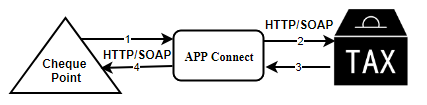 HTTP/SOAP
1
2
HTTP/SOAP
Cheque
Point
4
APP Connect
3
TAX